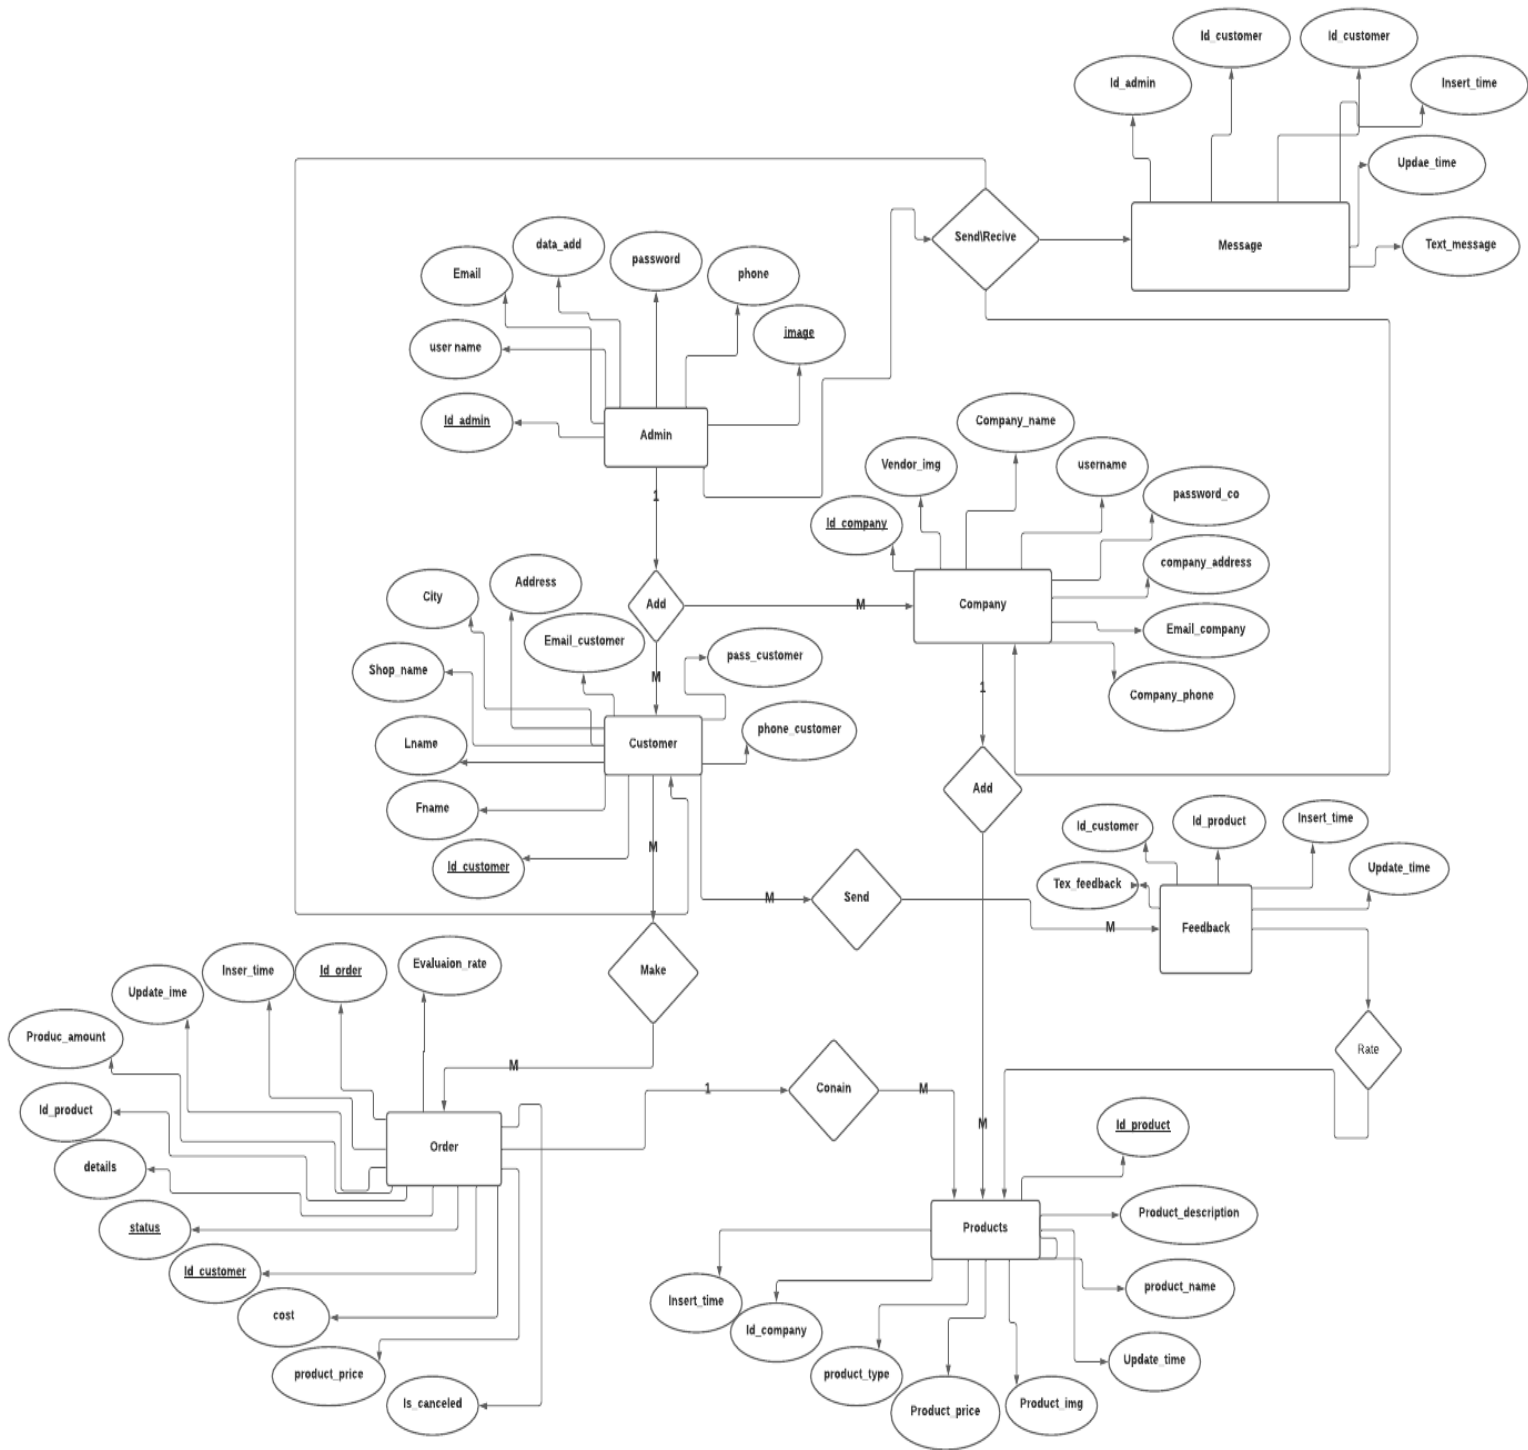 Id_customer
Id_customer
Id_admin
Insert_time
Updae_time
Send\Recive
Message
Text_message
data_add
password
Email
phone
user name
image
Id_admin
Admin
1
Company_name
Vendor_img
username
password_co
Id_company
company_address
City
Address
Add
M
Company
Email_customer
Email_company
Shop_name
pass_customer
M
1
Company_phone
Lname
Customer
phone_customer
Add
Fname
Id_customer
Id_product
Insert_time
M
Id_customer
Update_time
Tex_feedback
M
Send
M
Feedback
Make
Evaluaion_rate
Id_order
Inser_time
Update_ime
Produc_amount
Rate
M
1
Conain
M
Id_product
M
Id_product
Order
details
Product_description
status
Products
Id_customer
product_name
Insert_time
cost
Id_company
Update_time
product_price
product_type
Is_canceled
Product_price
Product_img